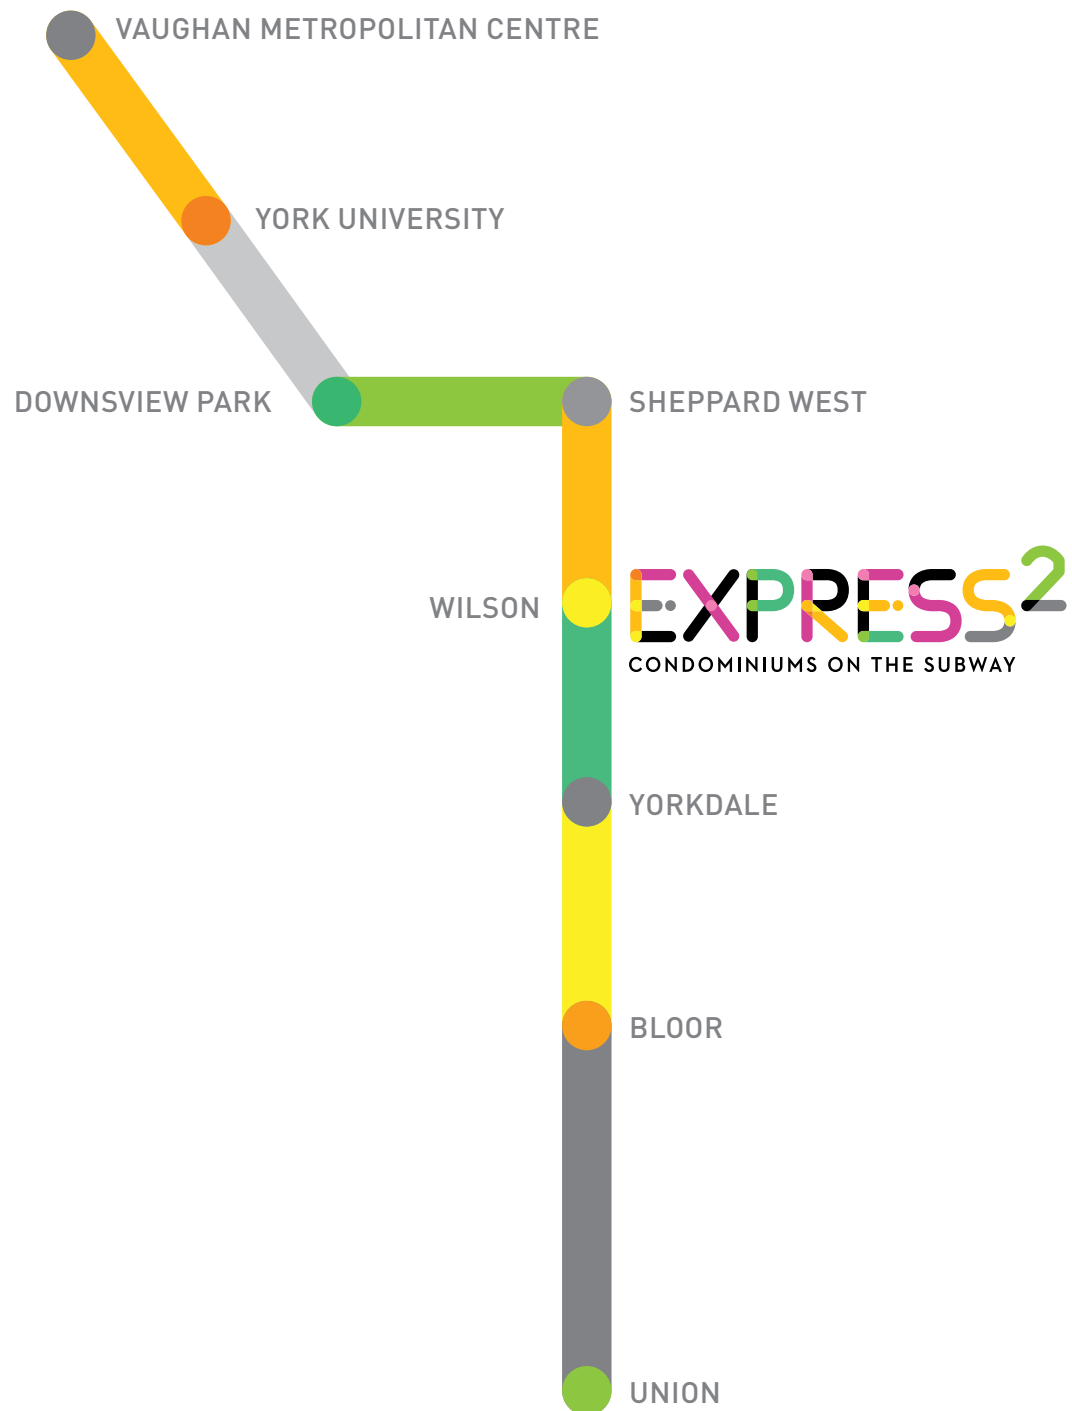 VAUGHAN METROPOLITAN CENTRE
YORK UNIVERSITY
DOWNSVIEW PARK
SHEPPARD WEST
WILSON
EXPRESS2
CONDOMINIUMS ON THE SUBWAY
YORKDALE
BLOOR
UNION